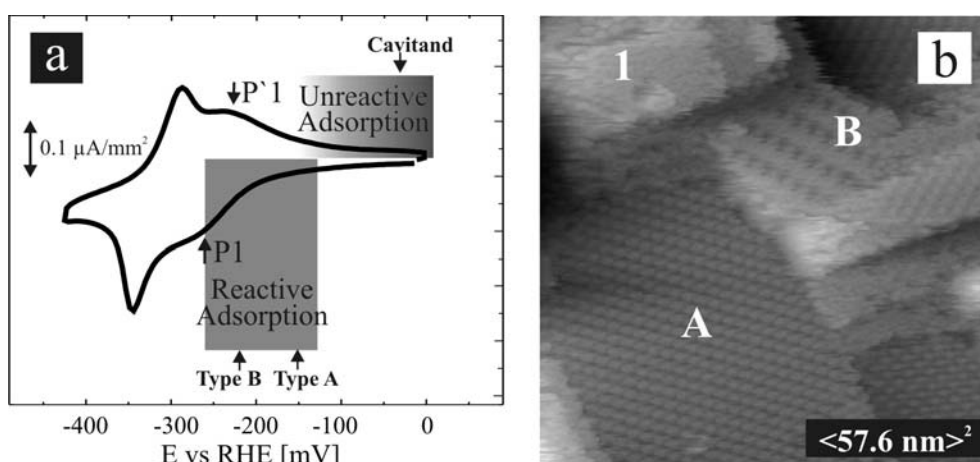 a
Cavitand
P`1
Unreactive
Adsorption
0.1 µA/mm²
P1
Reactive
Adsorption
Type B Type A
-400 -300 -200 -100 0
E vs RHE [mV]
b
1
B
A
<57.6 nm>²